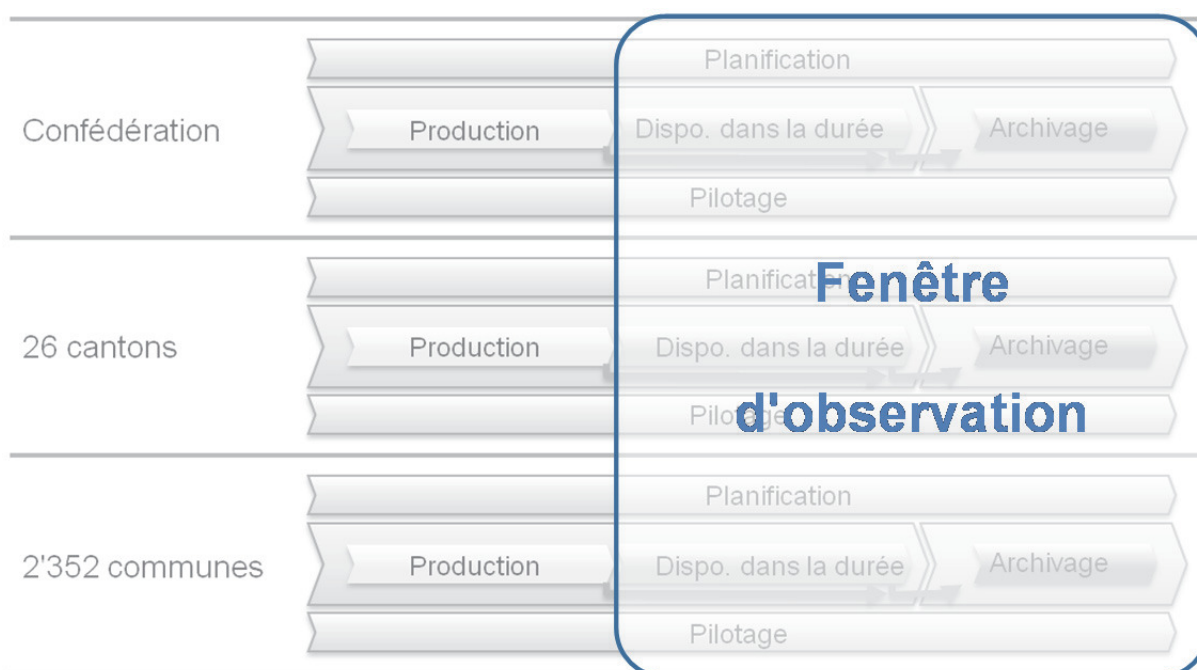 Planification
Confédération
Production
Dispo. dans la durée
Archivage
Pilotage
Planification
Fenêtre
26 cantons
Production
Dispo. dans la durée
Archivage
d'observation
Pilotage
Planification
2'352 communes
Production
Dispo. dans la durée
Archivage
Pilotage